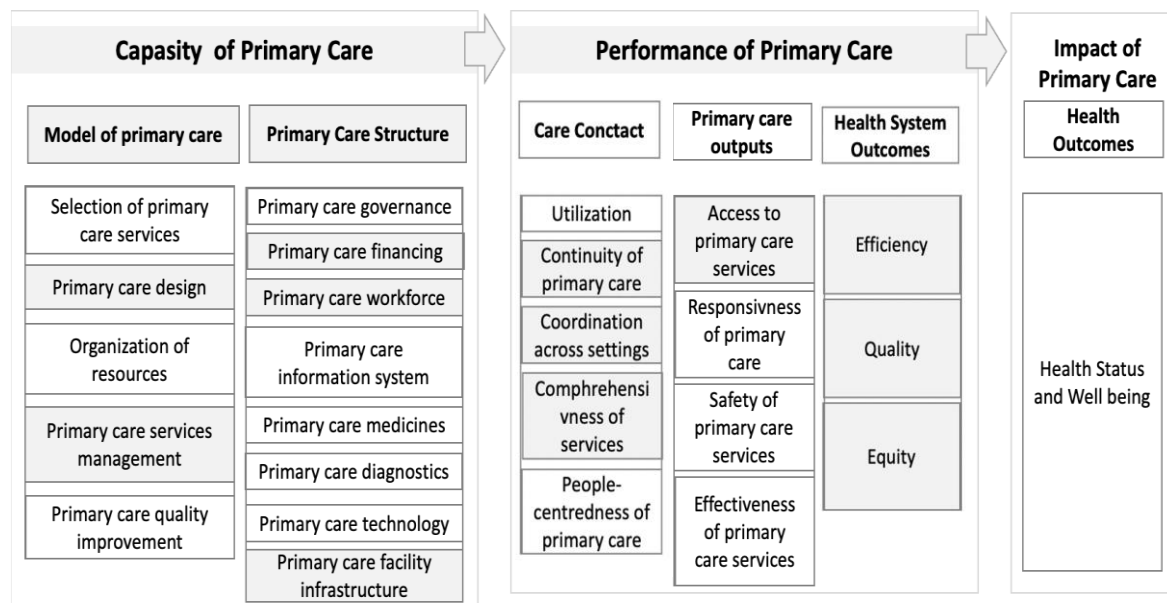 Capasity of Primary Care
Performance of Primary Care
Impact of
Primary Care
Model of primary care
Primary Care Structure
Care Conctact
Primary care
outputs
Health System
Outcomes
Health
Outcomes
Selection of primary
care services
Primary care design
Organization of
resources
Primary care services
management
Primary care quality
improvement
Primary care governance
Primary care financing
Primary care workforce
Primary care
information system
Primary care medicines
Primary care diagnostics
Primary care technology
Primary care facility
infrastructure
Utilization
Continuity of
primary care
Coordination
across settings
Comphrehensi
vness of
services
People-
centredness of
primary care
Access to
primary care
services
Responsivness
of primary
care
Safety of
primary care
services
Effectiveness
of primary
care services
Efficiency
Quality
Equity
Health Status
and Well being